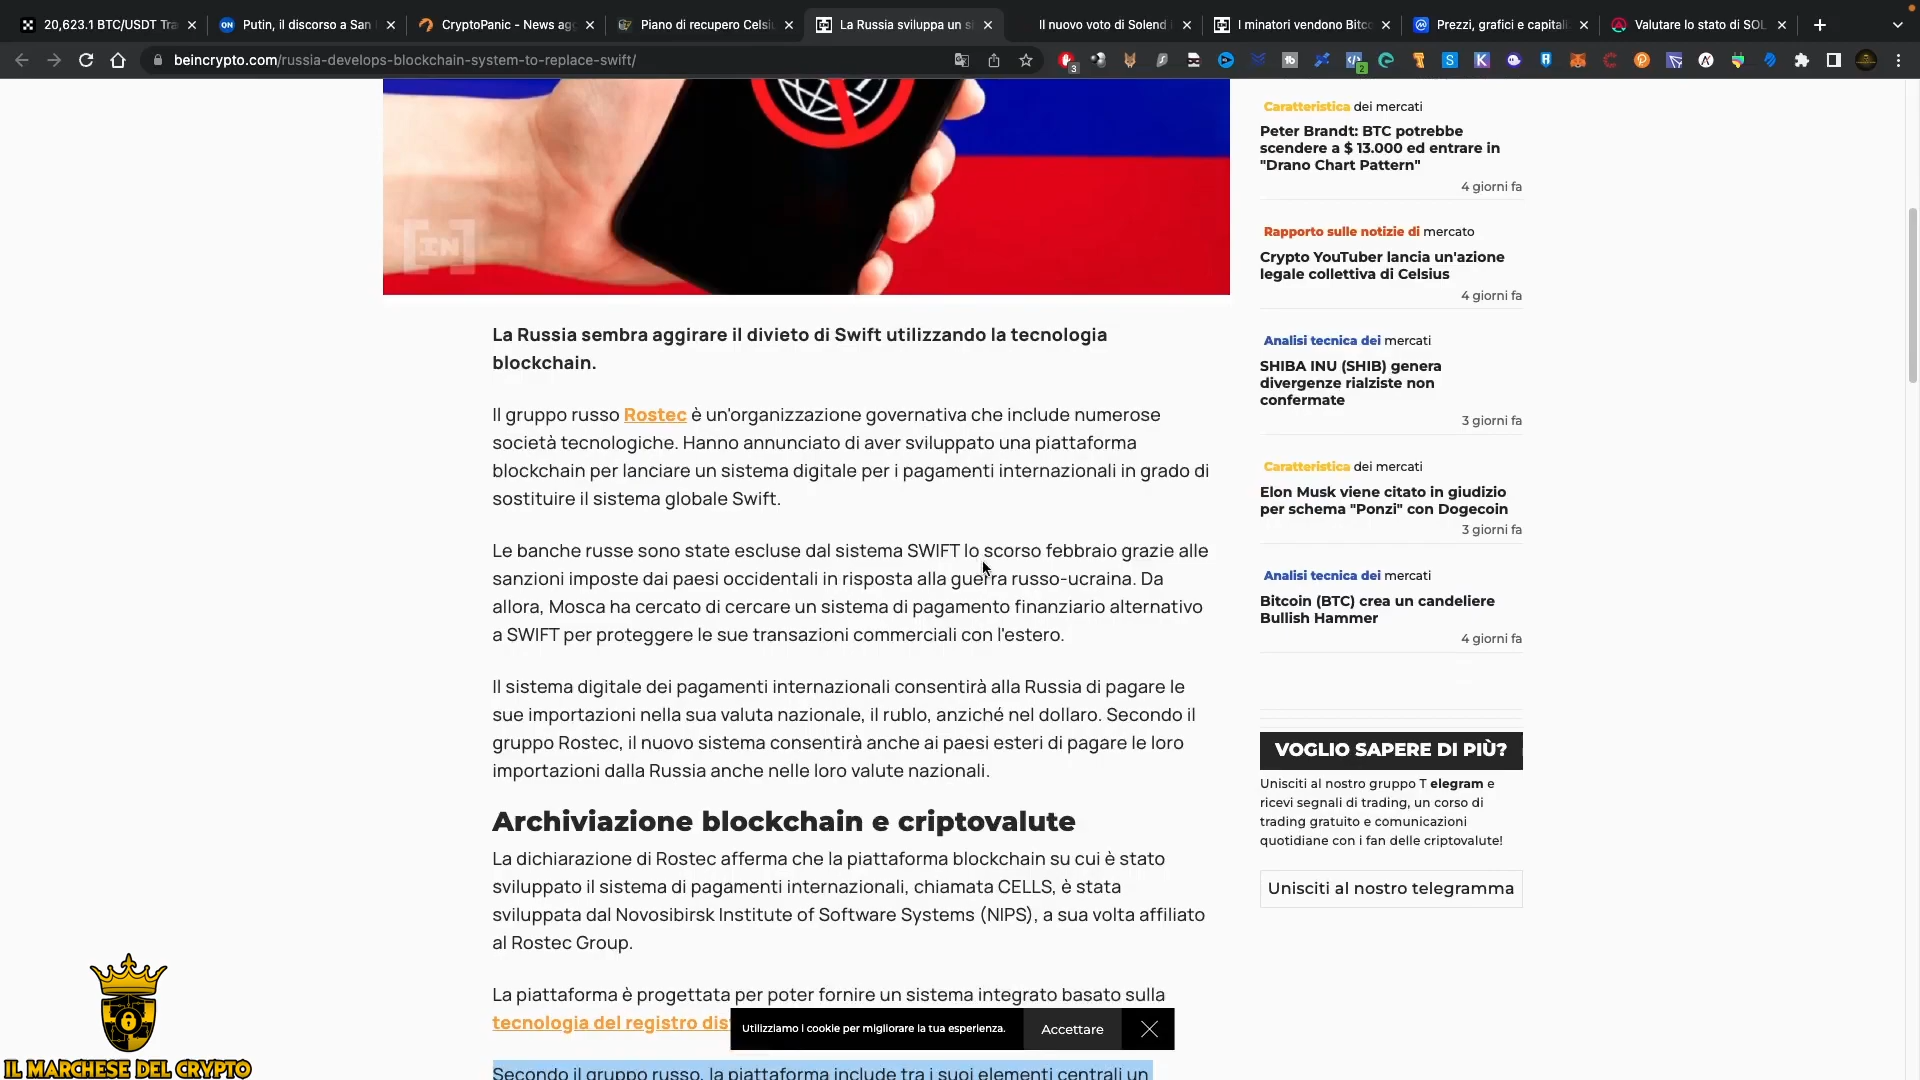 20,623.1 BTC/USDT Tra
Putin, il discorso a San
CryptoPanic - News agg
Piano di recupero Celsiu
La Russia sviluppa un si
Il nuovo voto di Solend
I minatori vendono Bitco
Prezzi, grafici e capitali
Valutare lo stato di SOL
beincrypto.com/russia-develops-blockchain-system-to-replace-swift/
[IN]
La Russia sembra aggirare il divieto di Swift utilizzando la tecnologia
blockchain.
Il gruppo russo Rostec è un'organizzazione governativa che include numerose
società tecnologiche. Hanno annunciato di aver sviluppato una piattaforma
blockchain per lanciare un sistema digitale per i pagamenti internazionali in grado di
sostituire il sistema globale Swift.
Le banche russe sono state escluse dal sistema SWIFT lo scorso febbraio grazie alle
sanzioni imposte dai paesi occidentali in risposta alla guerra russo-ucraina. Da
allora, Mosca ha cercato di cercare un sistema di pagamento finanziario alternativo
a SWIFT per proteggere le sue transazioni commerciali con l'estero.
Il sistema digitale dei pagamenti internazionali consentirà alla Russia di pagare le
sue importazioni nella sua valuta nazionale, il rublo, anziché nel dollaro. Secondo il
gruppo Rostec, il nuovo sistema consentirà anche ai paesi esteri di pagare le loro
importazioni dalla Russia anche nelle loro valute nazionali.
Archiviazione blockchain e criptovalute
La dichiarazione di Rostec afferma che la piattaforma blockchain su cui è stato
sviluppato il sistema di pagamenti internazionali, chiamata CELLS, è stata
sviluppata dal Novosibirsk Institute of Software Systems (NIPS), a sua volta affiliato
al Rostec Group.
La piattaforma è progettata per poter fornire un sistema integrato basato sulla
tecnologia del registro dis
Secondo il gruppo russo, la piattaforma include tra i suoi elementi centrali un
Caratteristica dei mercati
Peter Brandt: BTC potrebbe
scendere a $ 13.000 ed entrare in
"Drano Chart Pattern"
4 giorni fa
Rapporto sulle notizie di mercato
Crypto YouTuber lancia un'azione
legale collettiva di Celsius
4 giorni fa
Analisi tecnica dei mercati
SHIBA INU (SHIB) genera
divergenze rialziste non
confermate
3 giorni fa
Caratteristica dei mercati
Elon Musk viene citato in giudizio
per schema "Ponzi" con Dogecoin
3 giorni fa
Analisi tecnica dei mercati
Bitcoin (BTC) crea un candeliere
Bullish Hammer
4 giorni fa
VOGLIO SAPERE DI PIÙ?
Unisciti al nostro gruppo T elegram e
ricevi segnali di trading, un corso di
trading gratuito e comunicazioni
quotidiane con i fan delle criptovalute!
Unisciti al nostro telegramma
Utilizziamo i cookie per migliorare la tua esperienza.
Accettare
IL MARCHESE DEL CRYPTO